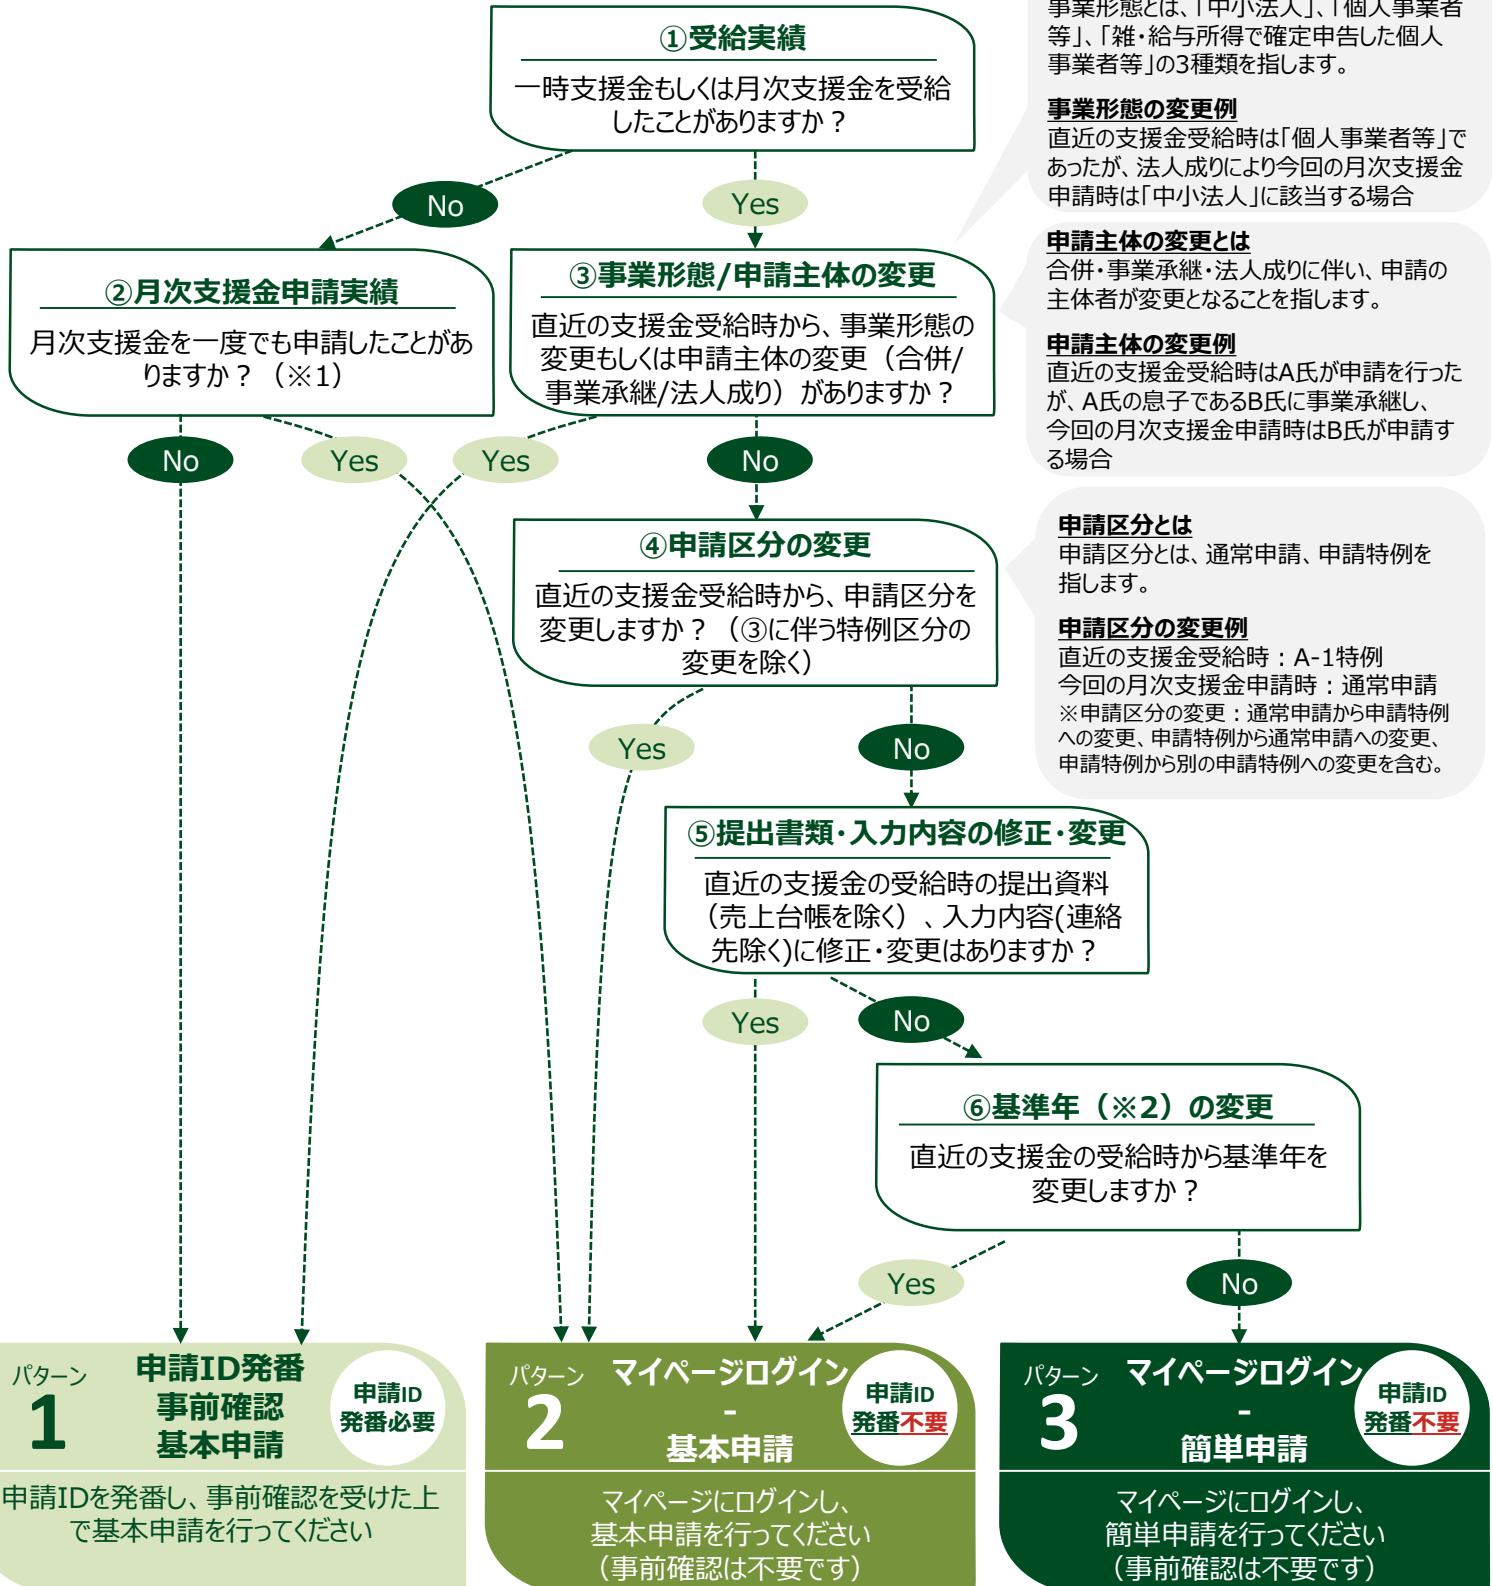 ①受給実績
一時支援金もしくは月次支援金を受給
したことがありますか？
No
Yes
事業形態とは、「中小法人」、「個人事業者
等」、「雑・給与所得で確定申告した個人
事業者等」の3種類を指します。
事業形態の変更例
直近の支援金受給時は「個人事業者等」で
あったが、法人成りにより今回の月次支援金
申請時は「中小法人」に該当する場合
②月次支援金申請実績
月次支援金を一度でも申請したことがあ
りますか？（※1）
No
Yes
③事業形態/申請主体の変更
直近の支援金受給時から、事業形態の
変更もしくは申請主体の変更（合併/
事業承継/法人成り）がありますか？
Yes
No
申請主体の変更とは
合併・事業承継・法人成りに伴い、申請の
主体者が変更となることを指します。
申請主体の変更例
直近の支援金受給時はA氏が申請を行った
が、A氏の息子であるB氏に事業承継し、
今回の月次支援金申請時はB氏が申請す
る場合
④申請区分の変更
直近の支援金受給時から、申請区分を
変更しますか？（③に伴う特例区分の
変更を除く）
Yes
No
申請区分とは
申請区分とは、通常申請、申請特例を
指します。
申請区分の変更例
直近の支援金受給時：A-1特例
今回の月次支援金申請時：通常申請
※申請区分の変更：通常申請から申請特例
への変更、申請特例から通常申請への変更、
申請特例から別の申請特例への変更を含む。
⑤提出書類・入力内容の修正・変更
直近の支援金の受給時の提出資料
（売上台帳を除く）、入力内容(連絡
先除く)に修正・変更はありますか？
Yes
No
⑥基準年（※2）の変更
直近の支援金の受給時から基準年を
変更しますか？
Yes
No
パターン
1
申請ID発番
事前確認
基本申請
申請ID
発番必要
申請IDを発番し、事前確認を受けた上
で基本申請を行ってください
パターン
2
マイページログイン
-
基本申請
申請ID
発番不要
マイページにログインし、
基本申請を行ってください
（事前確認は不要です）
パターン
3
マイページログイン
-
簡単申請
申請ID
発番不要
マイページにログインし、
簡単申請を行ってください
（事前確認は不要です）